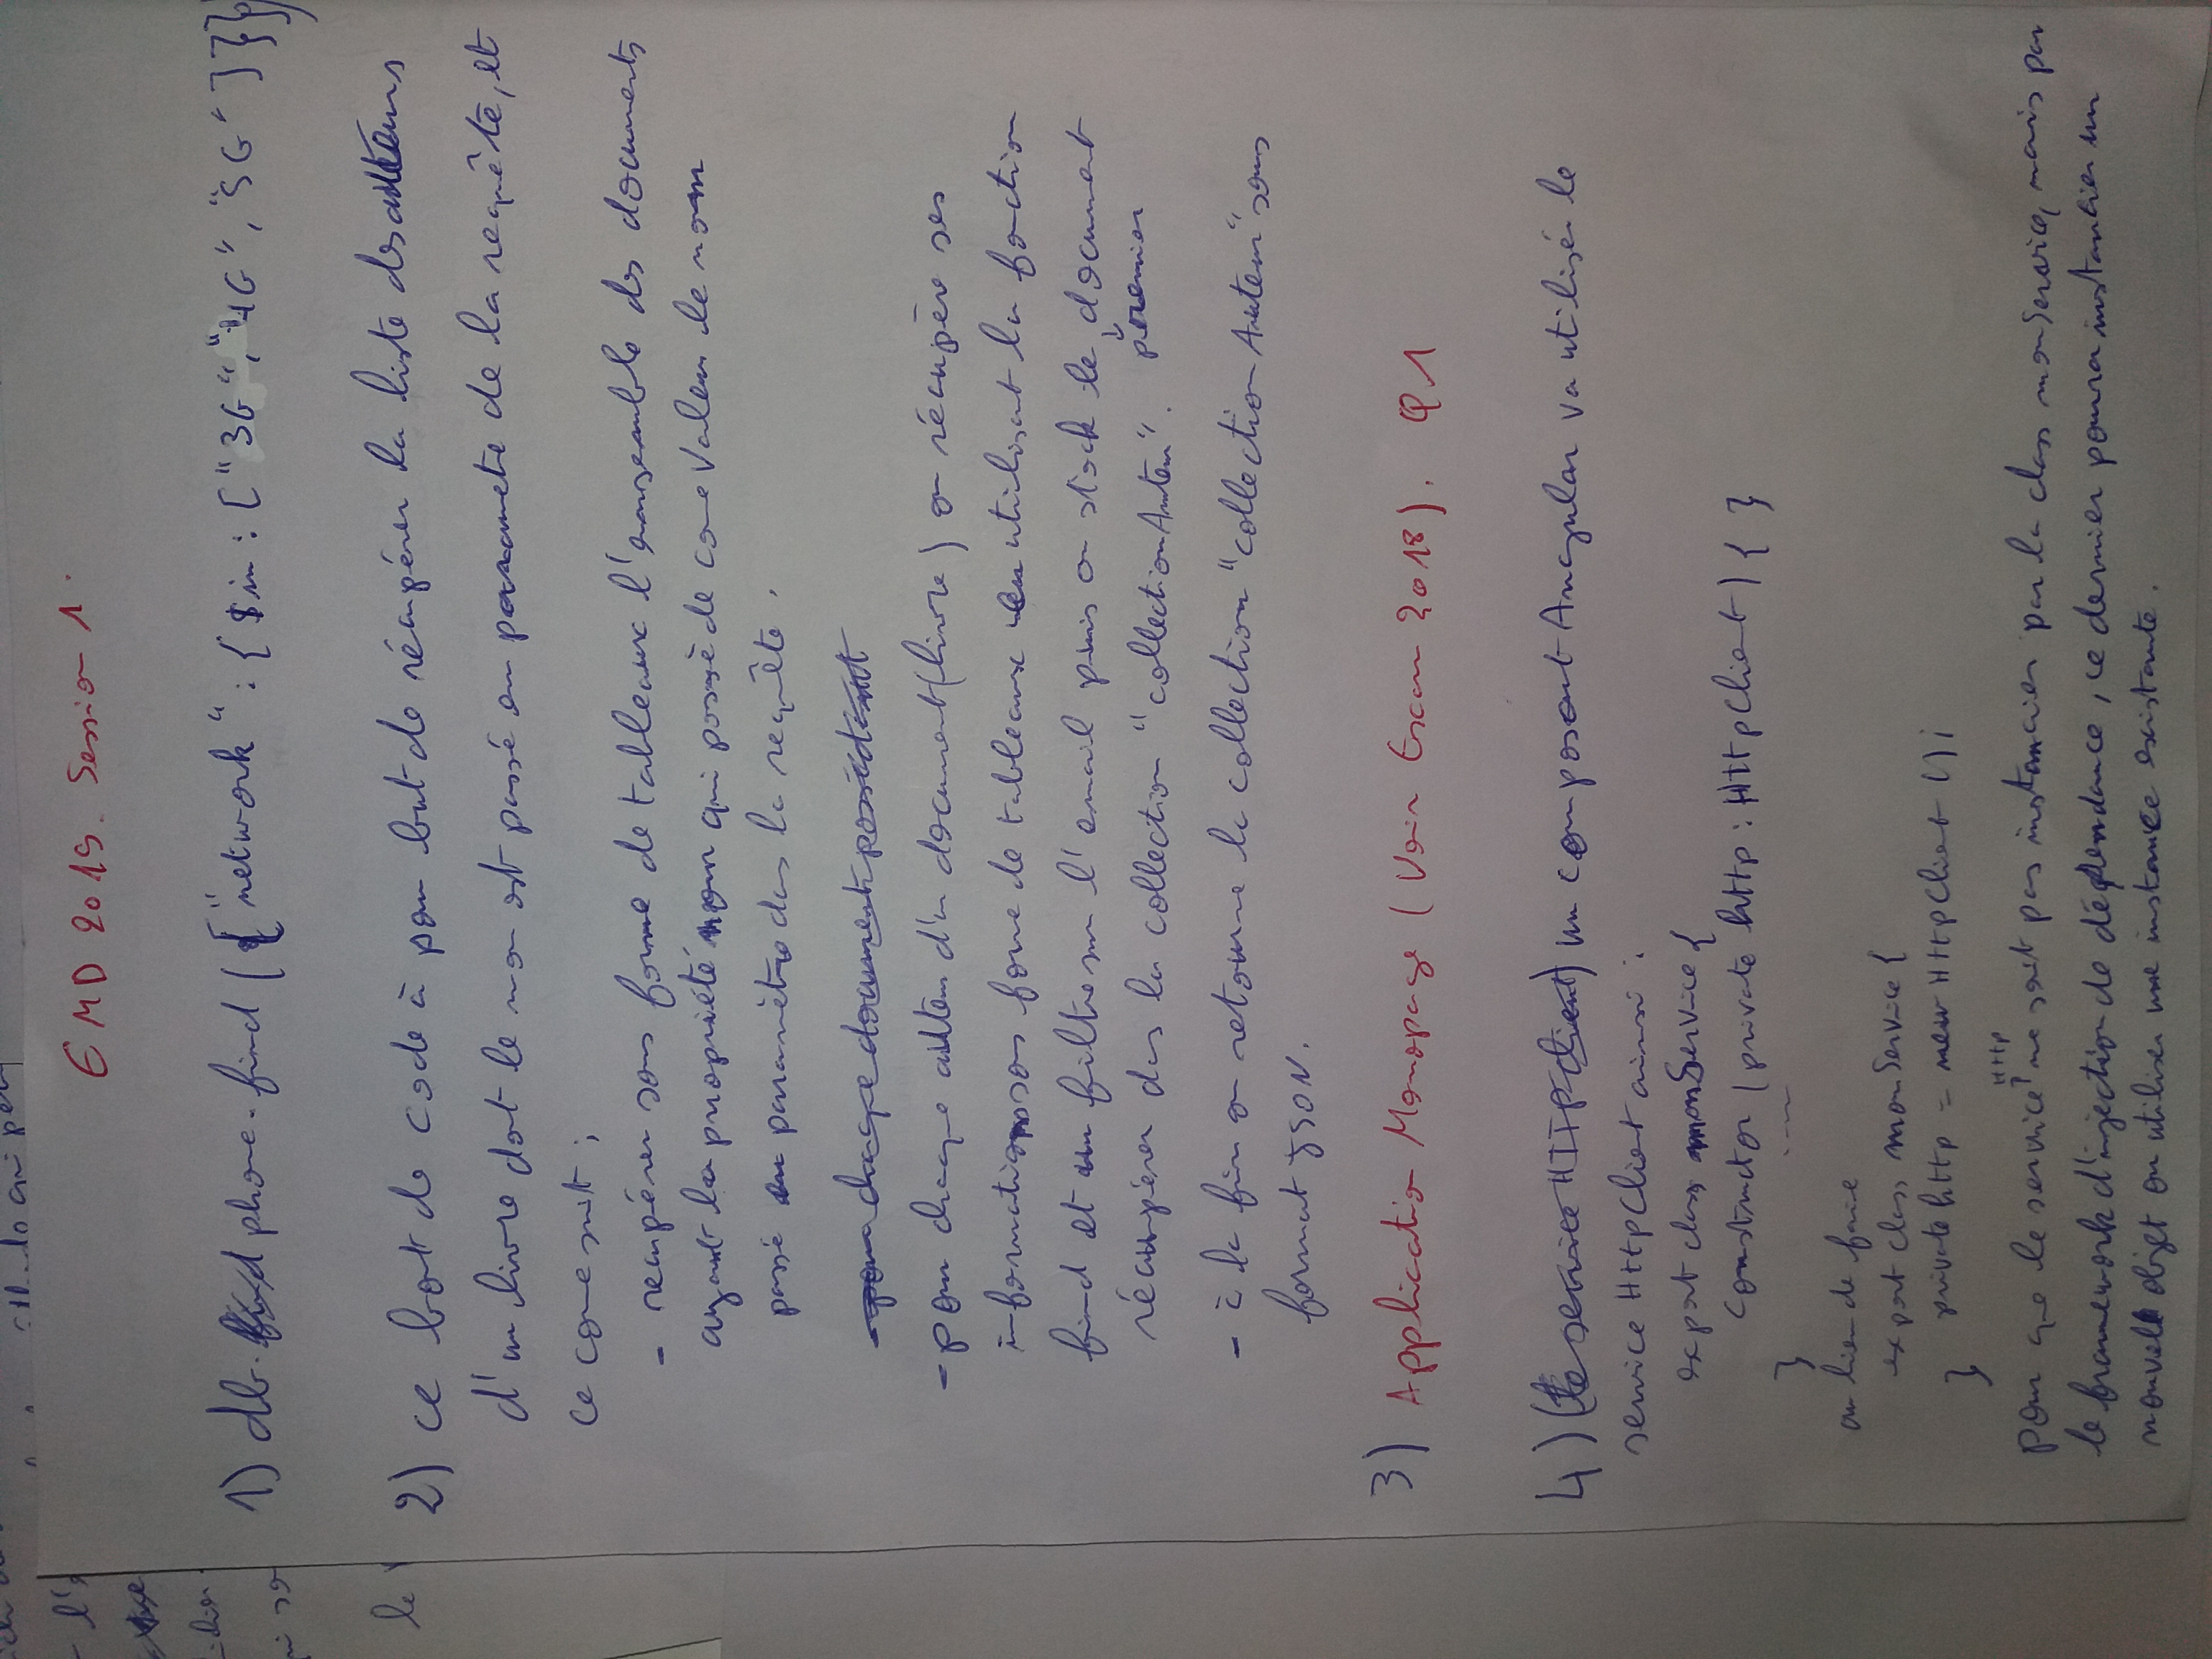 EMD 2019. Session 1.
1) db. phone.find ( { "network" : { $in : [ "3G", "4G", "5G" ] } } )
2) ce bout de code à pour but de récupérer la liste des auteurs
d'un livre dont le nom est passé en parametre de la requête, et
ce come suit ;
- recupérer sous forme de tableaux l'ensemble des documents
ayant la propriété nom qui possède come valeur le nom
passé en paramètre dans la requête.
- pour chaque document possédant
- pour chaque auteur d'un document (livre) on récupère ses
informations sous forme de tableaux en utilisant la fonction
find et un filtre sur l'email puis on stock le document
récupérer dans la collection "collectionAuteur". premier
- à la fin on retourne la collection "collectionAuteur" sous
format JSON.
3) Application Monopage ( Voir Exam 2018 ). Q1
4) (le service HTTPclient) un composant Angular va utiliser le
service HttpClient ainsi :
export class monService {
constructor ( private http : HttpClient ) { }
}
au lieu de faire
export class monService {
private http = new HttpClient () ;
}
Http
pour que le service ne soit pas instancier par la class monService, mais par
le framework d'injection de dépendance, ce dernier pourra instancier un
nouvel objet ou utiliser une instance existante.